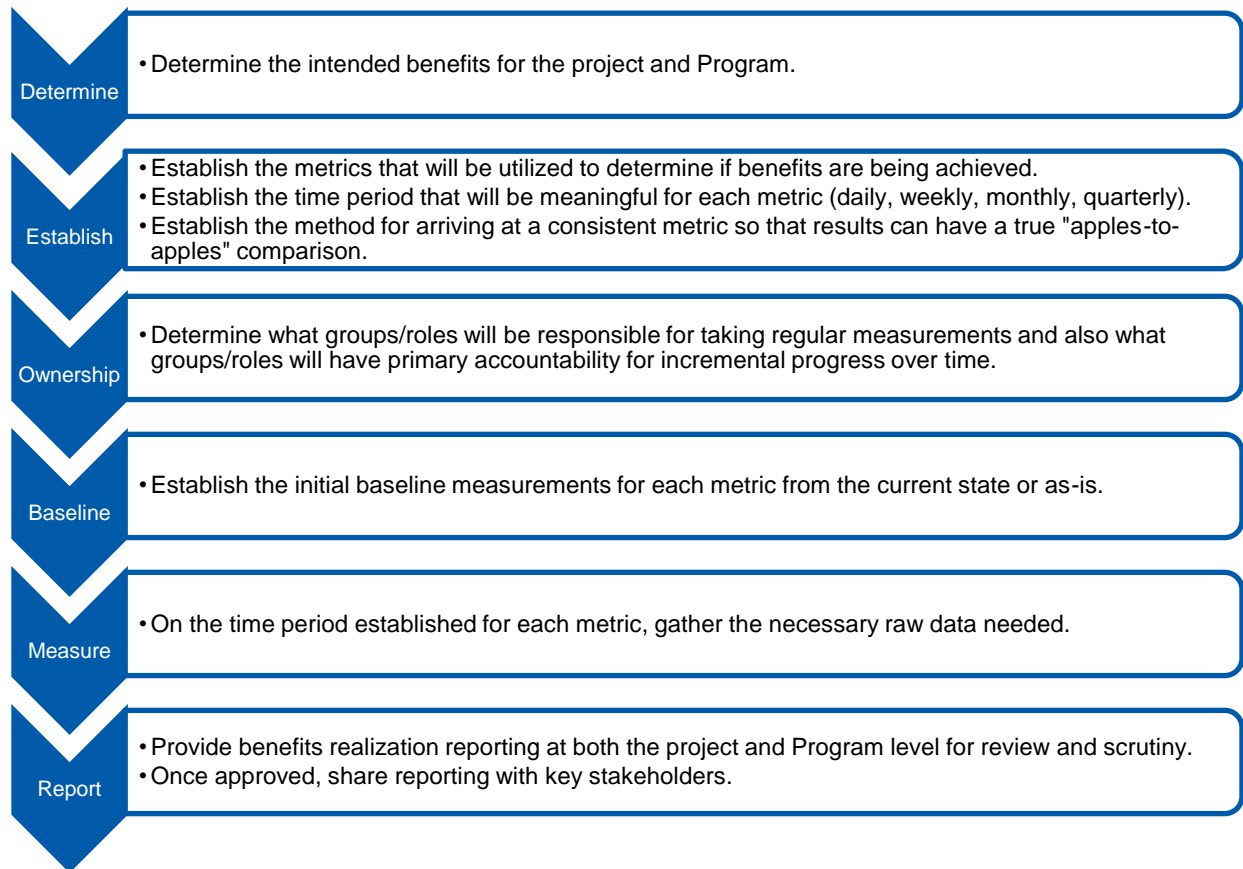 Determine
• Determine the intended benefits for the project and Program.
Establish
• Establish the metrics that will be utilized to determine if benefits are being achieved.
• Establish the time period that will be meaningful for each metric (daily, weekly, monthly, quarterly).
• Establish the method for arriving at a consistent metric so that results can have a true "apples-to-
apples" comparison.
Ownership
• Determine what groups/roles will be responsible for taking regular measurements and also what
groups/roles will have primary accountability for incremental progress over time.
Baseline
• Establish the initial baseline measurements for each metric from the current state or as-is.
Measure
• On the time period established for each metric, gather the necessary raw data needed.
Report
• Provide benefits realization reporting at both the project and Program level for review and scrutiny.
• Once approved, share reporting with key stakeholders.